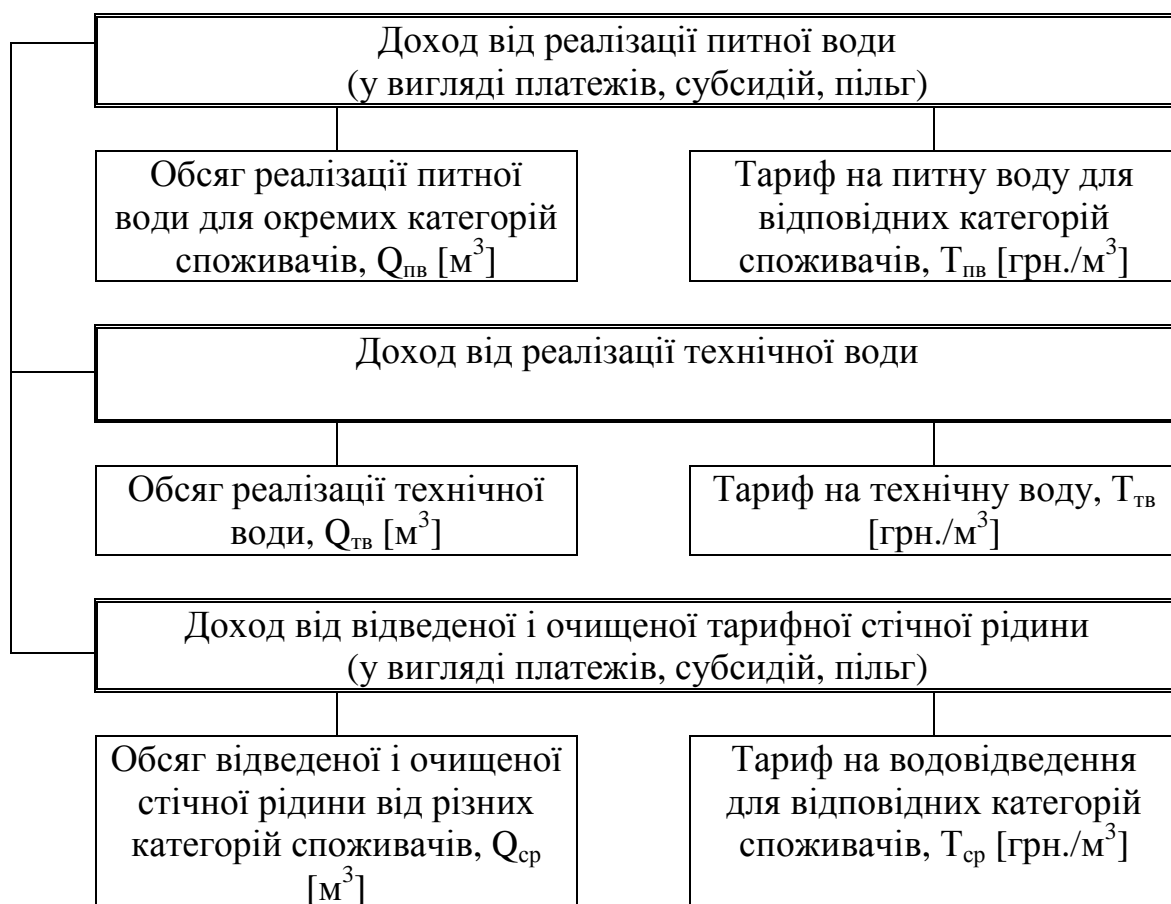 Доход від реалізації питної води
(у вигляді платежів, субсидій, пільг)
Обсяг реалізації питної
води для окремих категорій
споживачів, Qпв [м³]
Тариф на питну воду для
відповідних категорій
споживачів, Тпв [грн./м³]
Доход від реалізації технічної води
Обсяг реалізації технічної
води, Qтв [м³]
Тариф на технічну воду, Ттв
[грн./м³]
Доход від відведеної і очищеної тарифної стічної рідини
(у вигляді платежів, субсидій, пільг)
Обсяг відведеної і очищеної
стічної рідини від різних
категорій споживачів, Qср
[м³]
Тариф на водовідведення
для відповідних категорій
споживачів, Тср [грн./м³]